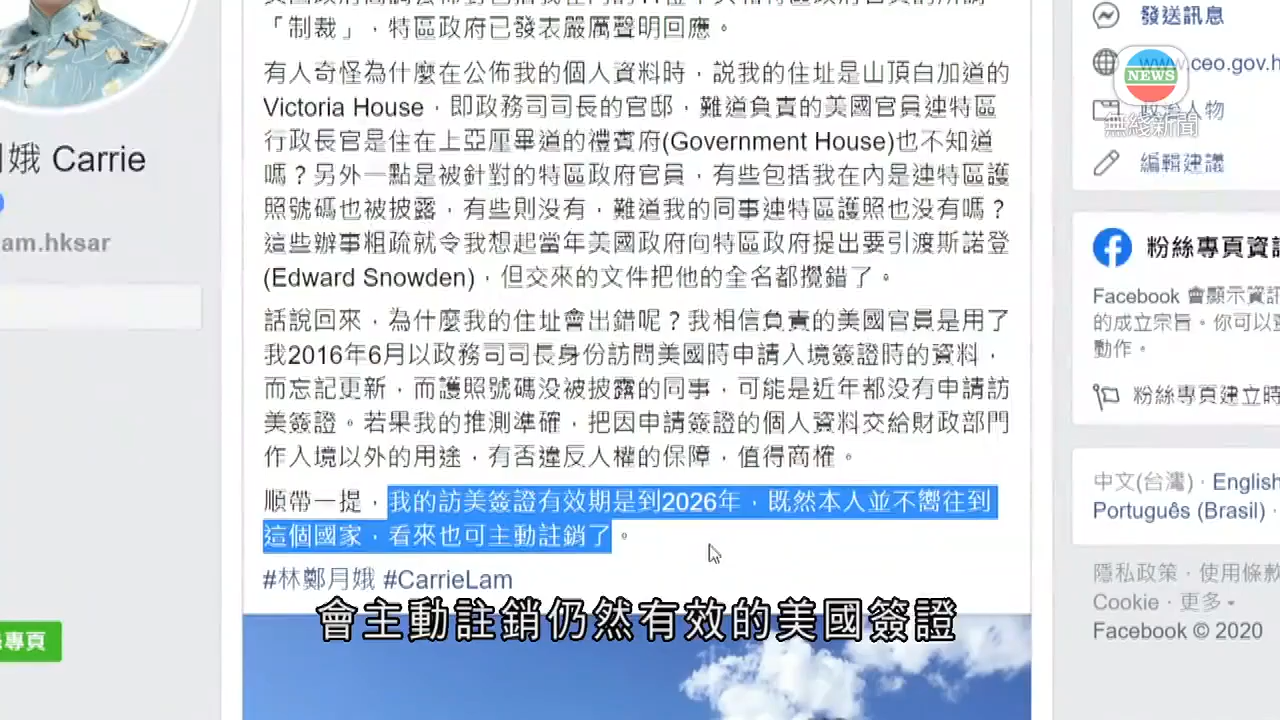 「制裁」，特區政府已發表嚴厲聲明回應。
有人奇怪為什麼在公佈我的個人資料時，説我的住址是山頂白加道的
Victoria House，即政務司司長的官邸，難道負責的美國官員連特區
行政長官是住在上亞厘畢道的禮賓府(Government House)也不知道
嗎？另外一點是被針對的特區政府官員，有些包括我在內是連特區護
照號碼也被披露，有些則没有，難道我的同事連特區護照也没有嗎？
這些辦事粗疏就令我想起當年美國政府向特區政府提出要引渡斯諾登
(Edward Snowden)，但交來的文件把他的全名都攪錯了。
話説回來，為什麼我的住址會出錯呢？我相信負責的美國官員是用了
我2016年6月以政務司司長身份訪問美國時申請入境簽證時的資料，
而忘記更新，而護照號碼没被披露的同事，可能是近年都没有申請訪
美簽證。若果我的推測準確，把因申請簽證的個人資料交給財政部門
作入境以外的用途，有否違反人權的保障，值得商榷。
順帶一提，我的訪美簽證有效期是到2026年，既然本人並不嚮往到
這個國家，看來也可主動註銷了。
#林鄭月娥 #CarrieLam
會主動註銷仍然有效的美國簽證
月娥 Carrie
am.hksar
專頁
發送訊息
www.ceo.gov.h
NEWS
政治人物
無綫新聞
編輯建議
粉絲專頁資訊
Facebook 會顯示資訊
的成立宗旨。你可以
動作。
粉絲專頁建立時
中文(台灣) · English
Português (Brasil) ·
隱私政策 · 使用條款
Cookie · 更多
Facebook © 2020